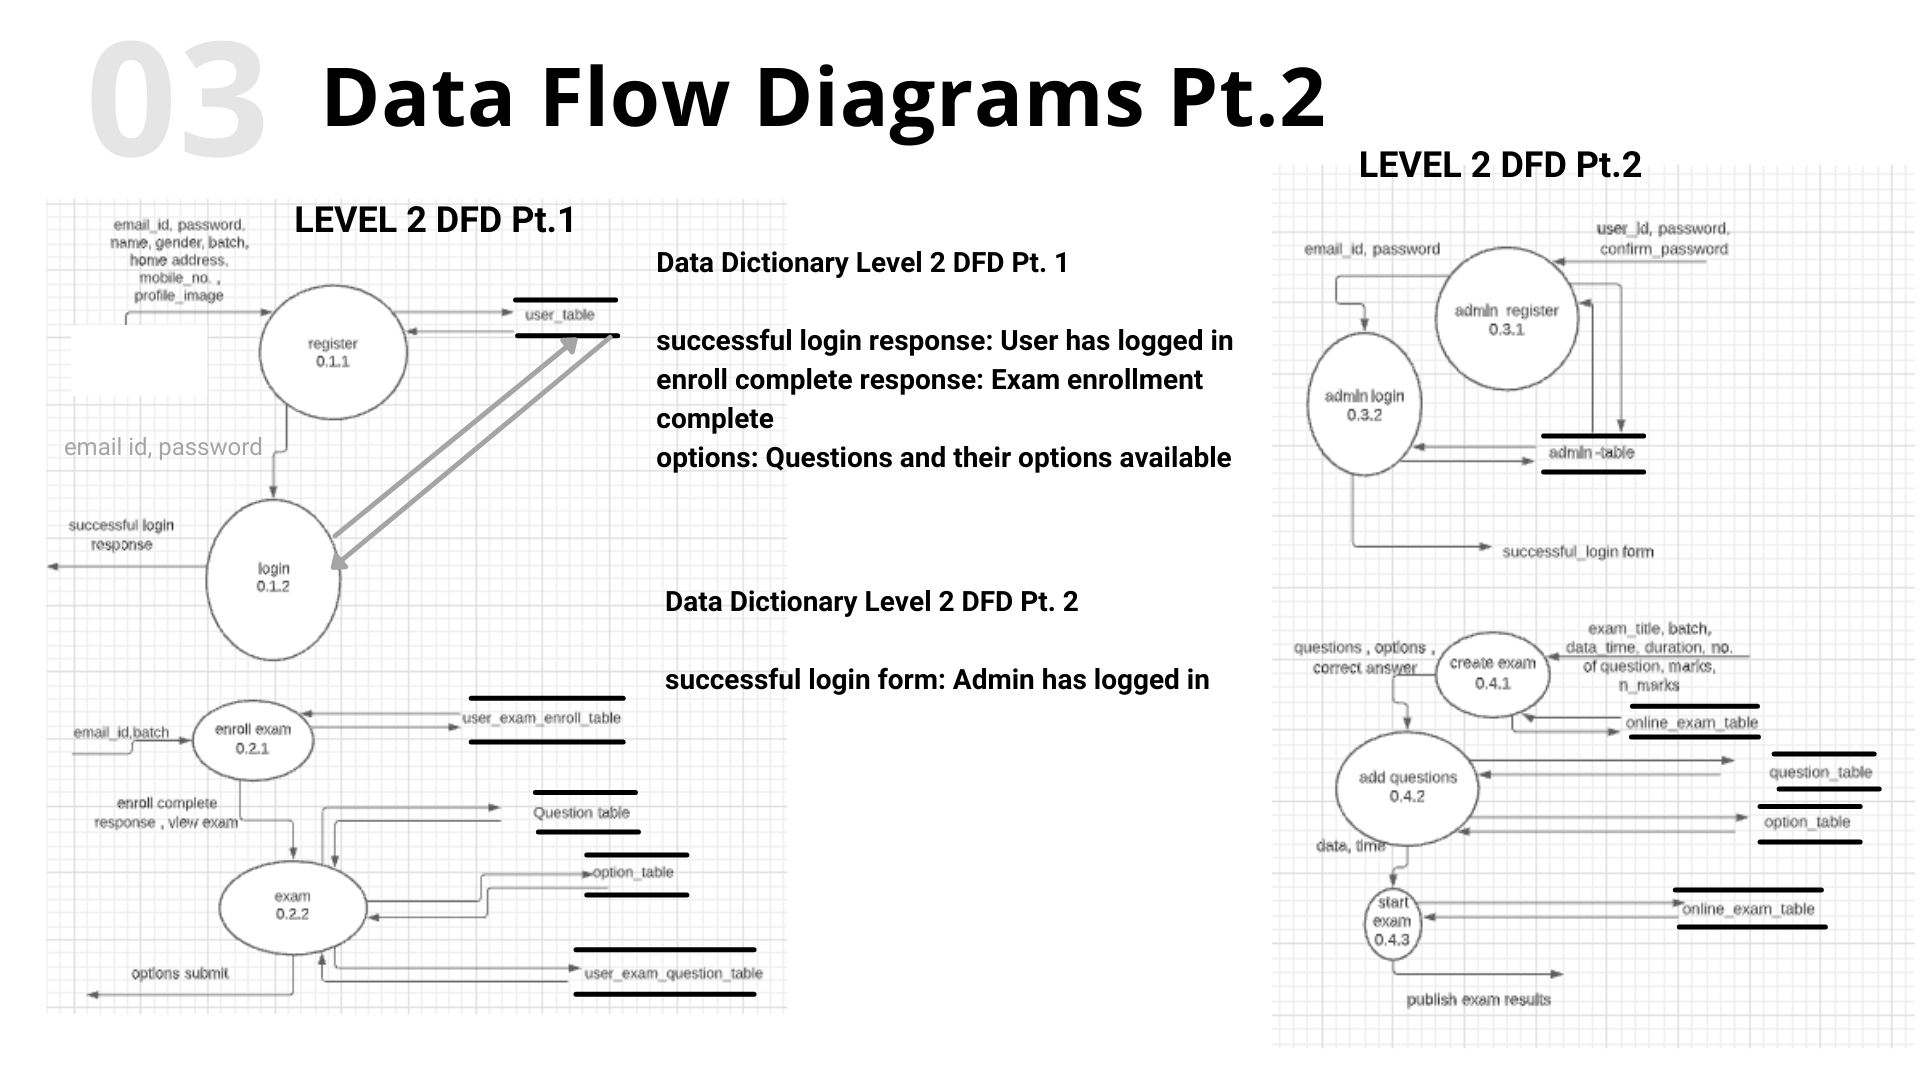 03
Data Flow Diagrams Pt.2
LEVEL 2 DFD Pt.1
email_id, password,
name, gender, batch,
home address,
mobile_no. ,
profile_image
register
0.1.1
user_table
email id, password
successful login
response
login
0.1.2
email_id,batch
enroll exam
0.2.1
user_exam_enroll_table
enroll complete
response , view exam
Question table
option_table
exam
0.2.2
options submit
user_exam_question_table
Data Dictionary Level 2 DFD Pt. 1
successful login response: User has logged in
enroll complete response: Exam enrollment
complete
options: Questions and their options available
Data Dictionary Level 2 DFD Pt. 2
successful login form: Admin has logged in
LEVEL 2 DFD Pt.2
email_id, password
user_id, password,
confirm_password
admin register
0.3.1
admin login
0.3.2
admin-table
successful_login form
questions , options ,
correct answer
create exam
0.4.1
exam_title, batch,
data_time, duration, no.
of question, marks,
n_marks
online_exam_table
add questions
0.4.2
question_table
option_table
data, time
start
exam
0.4.3
online_exam_table
publish exam results